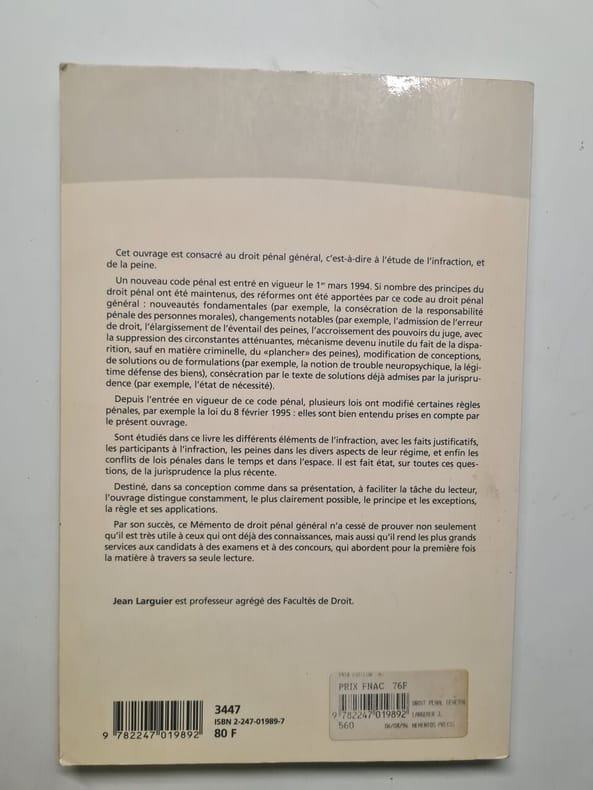 Cet ouvrage est consacré au droit pénal général, c'est-à-dire à l'étude de l'infraction, et
de la peine.
Un nouveau code pénal est entré en vigueur le 1er mars 1994. Si nombre des principes du
droit pénal ont été maintenus, des réformes ont été apportées par ce code au droit pénal
général : nouveautés fondamentales (par exemple, la consécration de la responsabilité
pénale des personnes morales), changements notables (par exemple, l'admission de l'erreur
de droit, l'élargissement de l'éventail des peines, l'accroissement des pouvoirs du juge, avec
la suppression des circonstances atténuantes, mécanisme devenu inutile du fait de la dispa-
rition, sauf en matière criminelle, du «plancher» des peines), modification de conceptions,
de solutions ou de formulations (par exemple, la notion de trouble neuropsychique, la légi-
time défense des biens), consécration par le texte de solutions déjà admises par la jurispru-
dence (par exemple, l'état de nécessité).
Depuis l'entrée en vigueur de ce code pénal, plusieurs lois ont modifié certaines règles
pénales, par exemple la loi du 8 février 1995 : elles sont bien entendu prises en compte par
le présent ouvrage.
Sont étudiés dans ce livre les différents éléments de l'infraction, avec les faits justificatifs,
les participants à l'infraction, les peines dans les divers aspects de leur régime, et enfin les
conflits de lois pénales dans le temps et dans l'espace. Il est fait état, sur toutes ces ques-
tions, de la jurisprudence la plus récente.
Destiné, dans sa conception comme dans sa présentation, à faciliter la tâche du lecteur,
l'ouvrage distingue constamment, le plus clairement possible, le principe et les exceptions,
la règle et ses applications.
Par son succès, ce Mémento de droit pénal général n'a cessé de prouver non seulement
qu'il est très utile à ceux qui ont déjà des connaissances, mais aussi qu'il rend les plus grands
services aux candidats à des examens et à des concours, qui abordent pour la première fois
la matière à travers sa seule lecture.
Jean Larguier est professeur agrégé des Facultés de Droit.
3447
ISBN 2-247-01989-7
80 F
9 782247 019892
PRIX FNAC 76F
DROIT PENAL GENERAL
9 782247 019892 LARGUIER J.
560 MEMENTOS